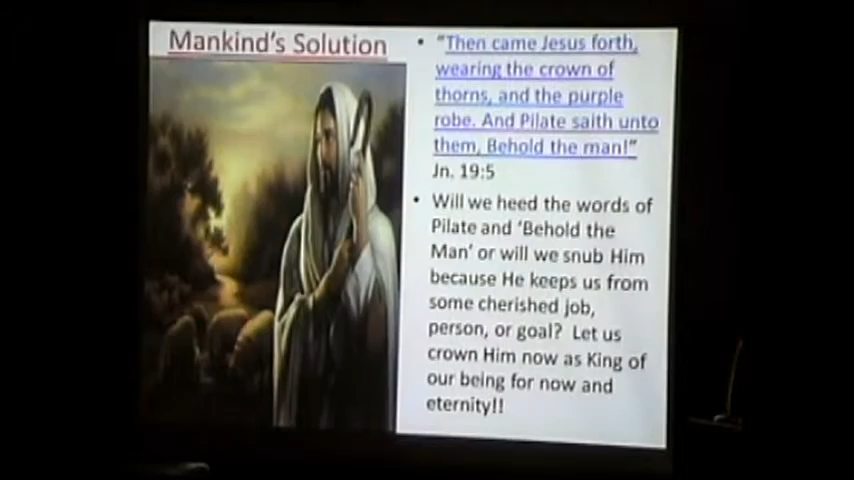 Mankind's Solution
• "Then came Jesus forth,
wearing the crown of
thorns, and the purple
robe. And Pilate saith unto
them, Behold the man!"
Jn. 19:5
• Will we heed the words of
Pilate and 'Behold the
Man' or will we snub Him
because He keeps us from
some cherished job,
person, or goal? Let us
crown Him now as King of
our being for now and
eternity!!